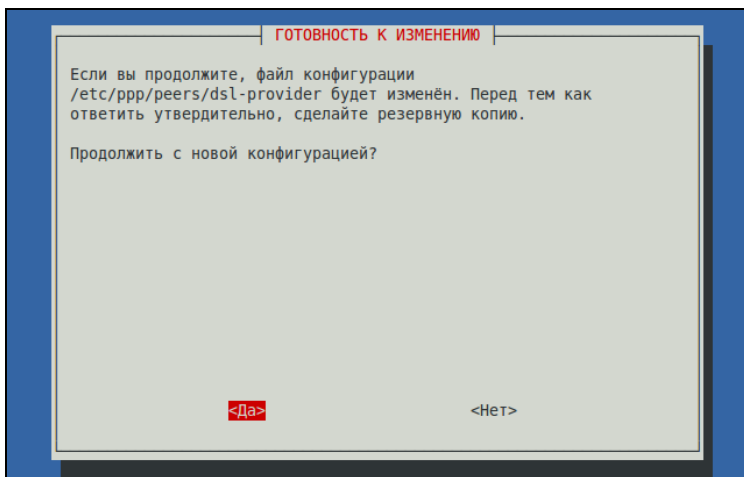 ГОТОВНОСТЬ К ИЗМЕНЕНИЮ
Если вы продолжите, файл конфигурации
/etc/ppp/peers/dsl-provider будет изменён. Перед тем как
ответить утвердительно, сделайте резервную копию.
Продолжить с новой конфигурацией?
<Да> <Нет>